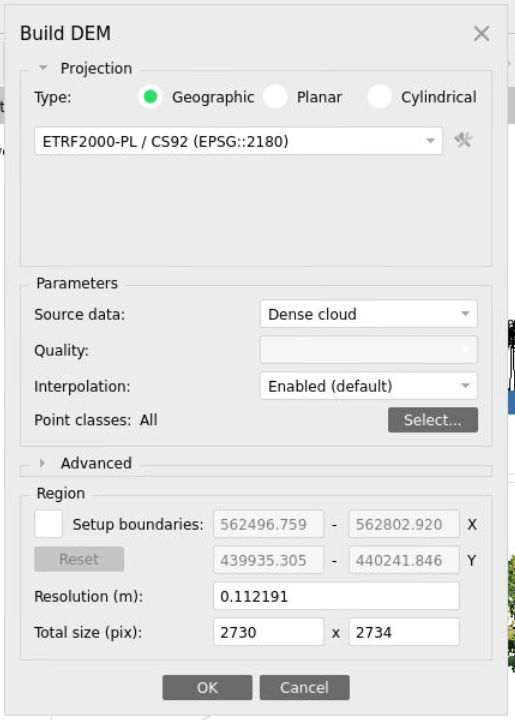 Build DEM
Projection
Type: Geographic Planar Cylindrical
ETRF2000-PL / CS92 (EPSG::2180)
Parameters
Source data: Dense cloud
Quality:
Interpolation: Enabled (default)
Point classes: All Select...
Advanced
Region
Setup boundaries: 562496.759 - 562802.920 X
Reset 439935.305 - 440241.846 Y
Resolution (m): 0.112191
Total size (pix): 2730 x 2734
OK Cancel